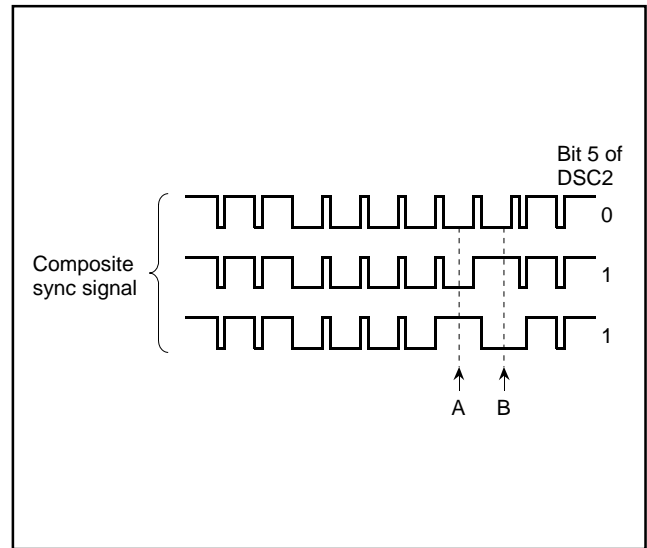 Bit 5 of
DSC2
0
Composite
sync signal
1
1
A B